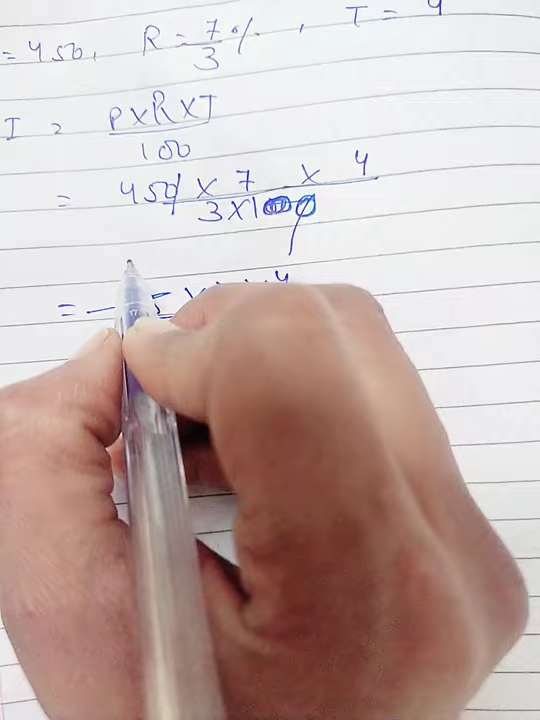 = 450, R = 7/3 %, T = 4
I = P×R×T/100
= 450 × 7 × 4 / 3×100
=